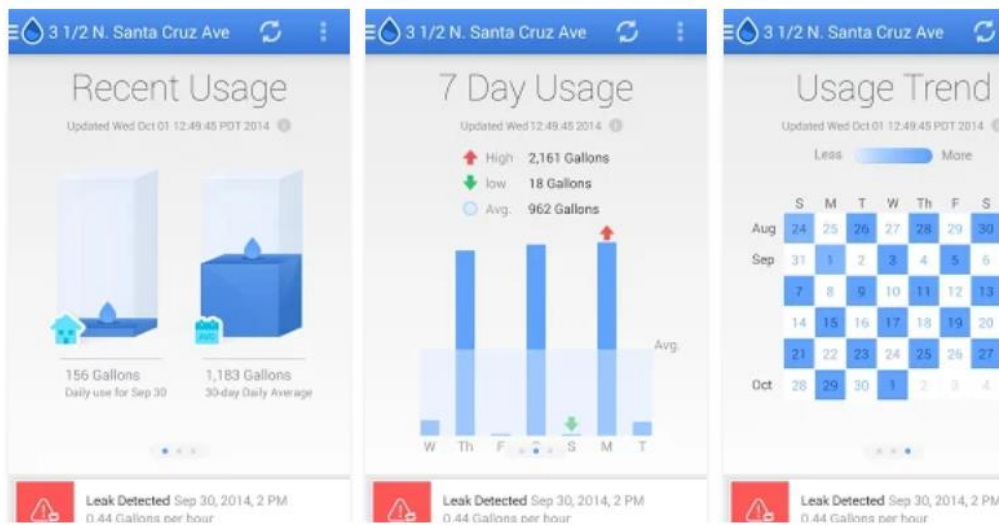 3 1/2 N. Santa Cruz Ave
Recent Usage
Updated Wed Oct 01 12:49:45 PDT 2014
AVG
156 Gallons
Daily use for Sep 30
1,183 Gallons
30-day Daily Average
Leak Detected Sep 30, 2014, 2 PM
0.44 Gallons per hour
3 1/2 N. Santa Cruz Ave
7 Day Usage
Updated Wed 12:49:45 2014
High 2,161 Gallons
low 18 Gallons
Avg. 962 Gallons
Avg.
W Th F S M T
Leak Detected Sep 30, 2014, 2 PM
0.44 Gallons per hour
3 1/2 N. Santa Cruz Ave
Usage Trend
Updated Wed Oct 01 12:49:45 PDT 2014
Less More
S M T W Th F S
Aug 24 25 26 27 28 29 30
Sep 31 1 2 3 4 5 6
7 8 9 10 11 12 13
14 15 16 17 18 19 20
21 22 23 24 25 26 27
Oct 28 29 30 1 2 3 4
Leak Detected Sep 30, 2014, 2 PM
0.44 Gallons per hour